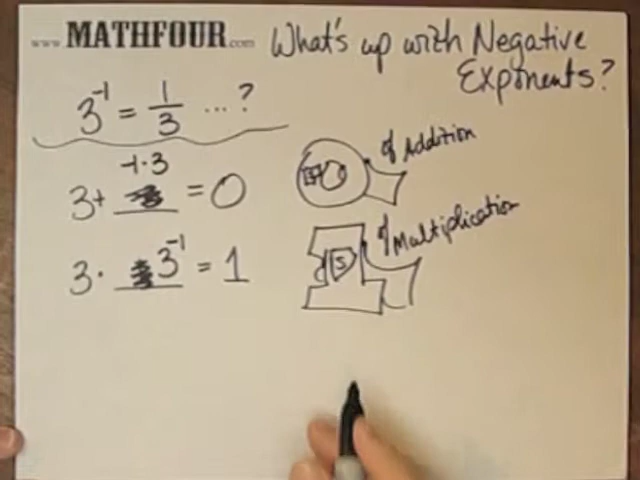 www.MATHFOUR.com
What's up with Negative
Exponents?
3⁻¹ = 1/3 ...?
-1·3
3+ ___ = 0
of Addition
3· 3⁻¹ = 1
of Multiplication